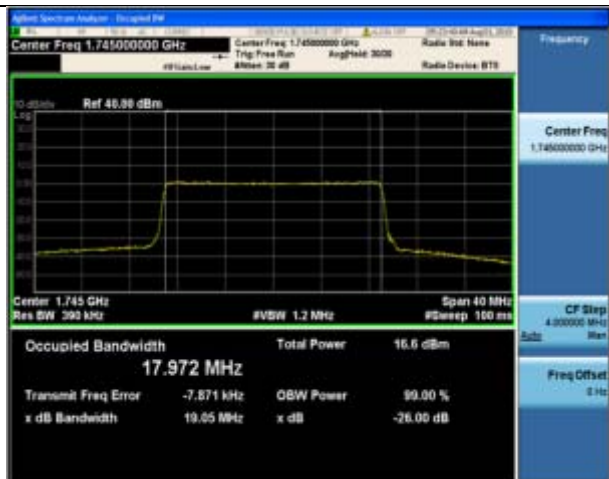 Agilent Spectrum Analyzer - Occupied BW
Center Freq 1.745000000 GHz
Center Freq: 1.745000000 GHz
Radio Std: None
Trig: Free Run
Avg|Hold: 30/30
#IFGain:Low
#Atten: 30 dB
Radio Device: BTS
Frequency
10 dB/div
Ref 40.00 dBm
Log
Center Freq
1.745000000 GHz
Center 1.745 GHz
Span 40 MHz
Res BW 390 kHz
#VBW 1.2 MHz
#Sweep 100 ms
CF Step
4.000000 MHz
Auto
Man
Occupied Bandwidth
Total Power
16.6 dBm
17.972 MHz
Freq Offset
0 Hz
Transmit Freq Error
-7.871 kHz
OBW Power
99.00 %
x dB Bandwidth
19.05 MHz
x dB
-26.00 dB